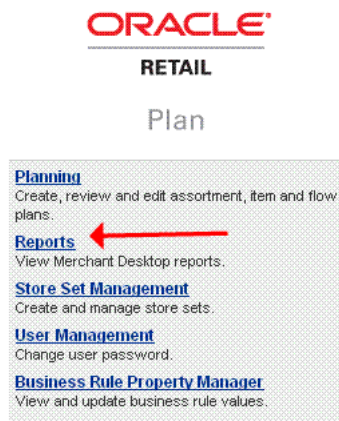 ORACLE
RETAIL
Plan
Planning
Create, review and edit assortment, item and flow
plans.
Reports
View Merchant Desktop reports.
Store Set Management
Create and manage store sets.
User Management
Change user password.
Business Rule Property Manager
View and update business rule values.